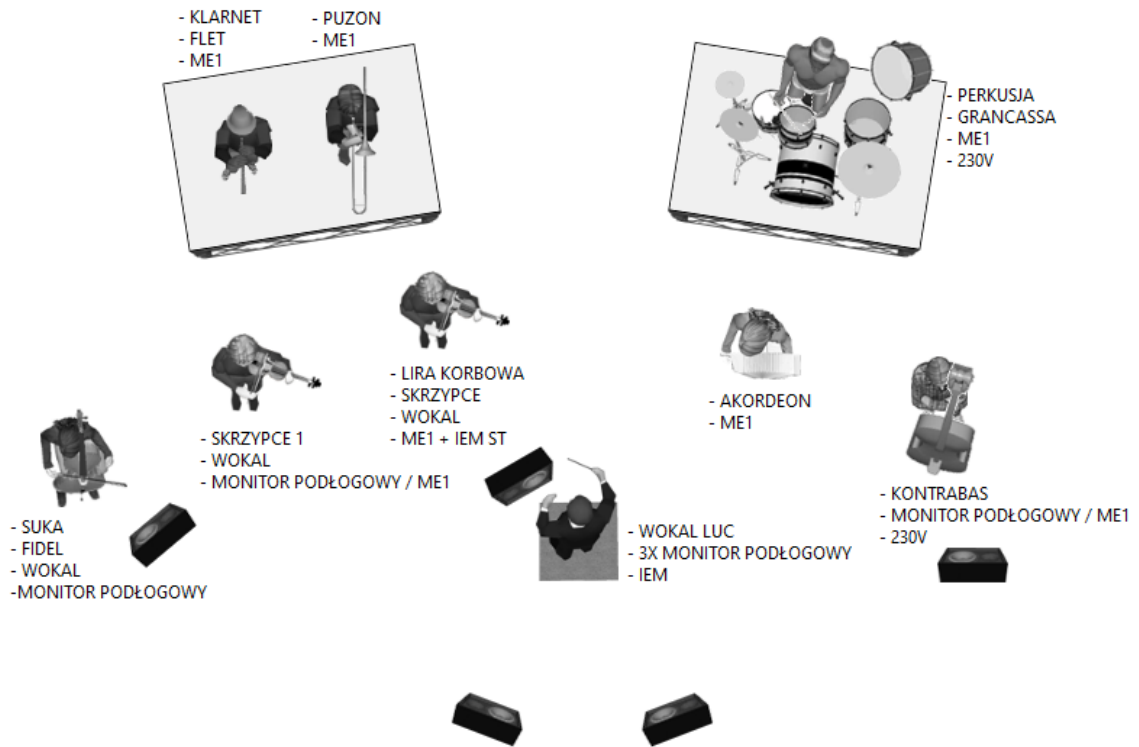 - KLARNET
- FLET
- ME1
- PUZON
- ME1
- PERKUSJA
- GRANCASSA
- ME1
- 230V
- LIRA KORBOWA
- SKRZYPCE
- WOKAL
- ME1 + IEM ST
- AKORDEON
- ME1
- SKRZYPCE 1
- WOKAL
- MONITOR PODŁOGOWY / ME1
- KONTRABAS
- MONITOR PODŁOGOWY / ME1
- 230V
- SUKA
- FIDEL
- WOKAL
-MONITOR PODŁOGOWY
- WOKAL LUC
- 3X MONITOR PODŁOGOWY
- IEM